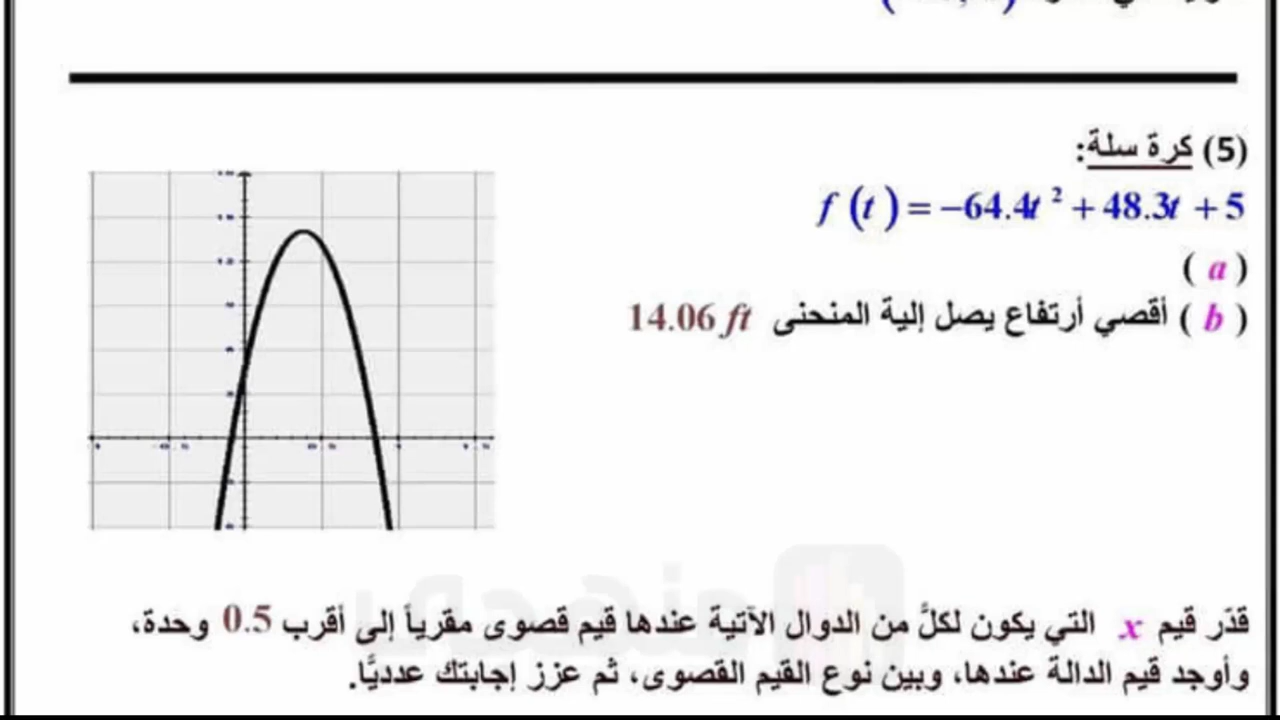 (5) كرة سلة:
f (t) = −64.4t ² + 48.3t + 5
( a )
( b ) أقصي أرتفاع يصل إلية المنحنى 14.06 ft
قدّر قيم x التي يكون لكلٍّ من الدوال الآتية عندها قيم قصوى مقرباً إلى أقرب 0.5 وحدة،
وأوجد قيم الدالة عندها، وبين نوع القيم القصوى، ثم عزز إجابتك عدديًّا.